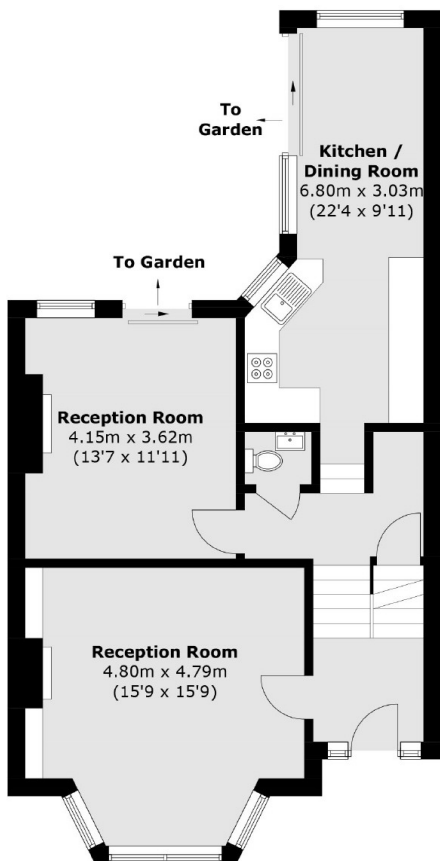 To
Garden
Kitchen /
Dining Room
6.80m x 3.03m
(22'4 x 9'11)
To Garden
Reception Room
4.15m x 3.62m
(13'7 x 11'11)
Reception Room
4.80m x 4.79m
(15'9 x 15'9)